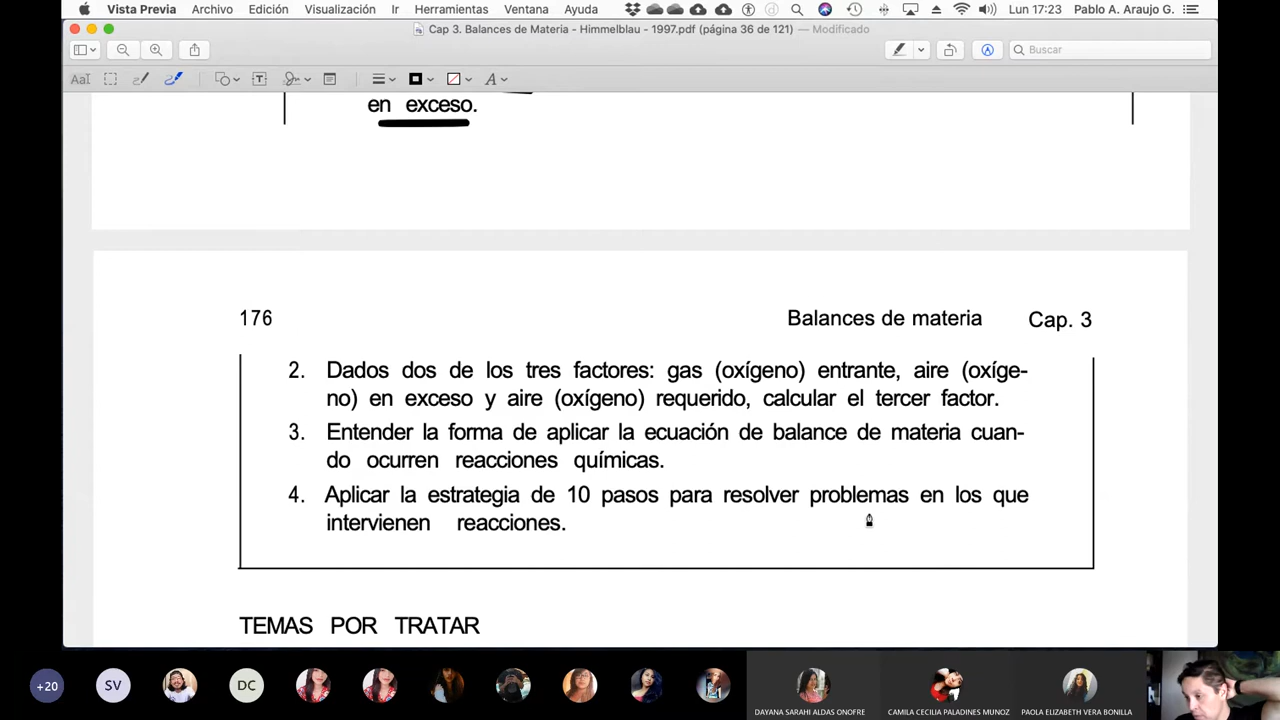 Vista Previa Archivo Edición Visualización Ir Herramientas Ventana Ayuda Lun 17:23 Pablo A. Araujo G.
Cap 3. Balances de Materia - Himmelblau - 1997.pdf (página 36 de 121) — Modificado
Buscar
AaI T A
en exceso.
176 Balances de materia Cap. 3
2. Dados dos de los tres factores: gas (oxígeno) entrante, aire (oxíge-
no) en exceso y aire (oxígeno) requerido, calcular el tercer factor.
3. Entender la forma de aplicar la ecuación de balance de materia cuan-
do ocurren reacciones químicas.
4. Aplicar la estrategia de 10 pasos para resolver problemas en los que
intervienen reacciones.
TEMAS POR TRATAR
+20 SV DC
DAYANA SARAHI ALDAS ONOFRE CAMILA CECILIA PALADINES MUNOZ PAOLA ELIZABETH VERA BONILLA